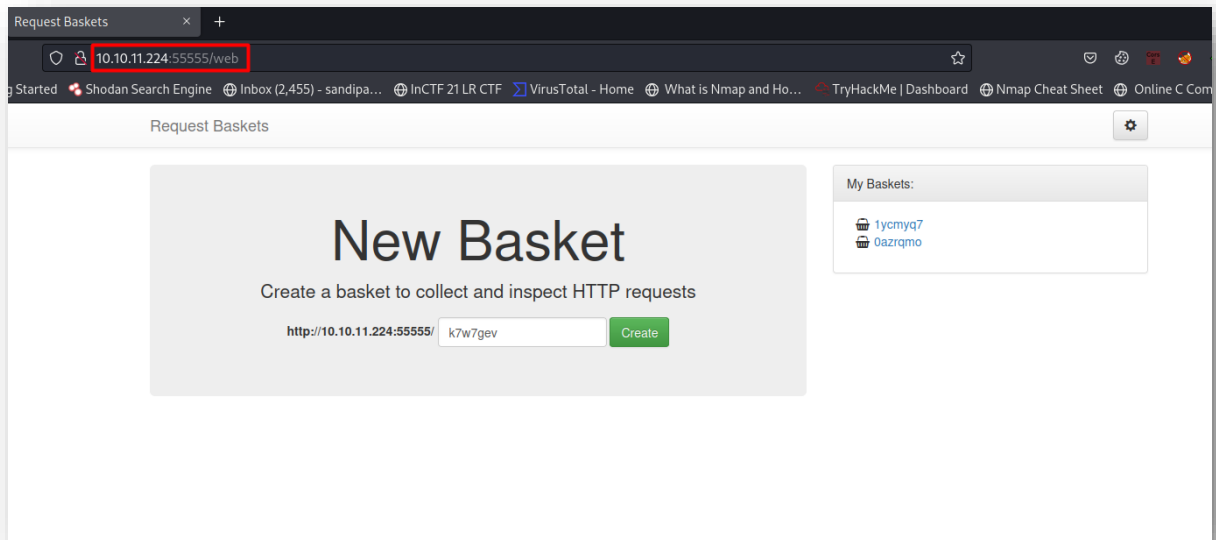 Request Baskets × +
10.10.11.224:55555/web
g Started Shodan Search Engine Inbox (2,455) - sandipa... InCTF 21 LR CTF VirusTotal - Home What is Nmap and Ho... TryHackMe | Dashboard Nmap Cheat Sheet Online C Com
Request Baskets
My Baskets:
1ycmyq7
0azrqmo
New Basket
Create a basket to collect and inspect HTTP requests
http://10.10.11.224:55555/ k7w7gev Create